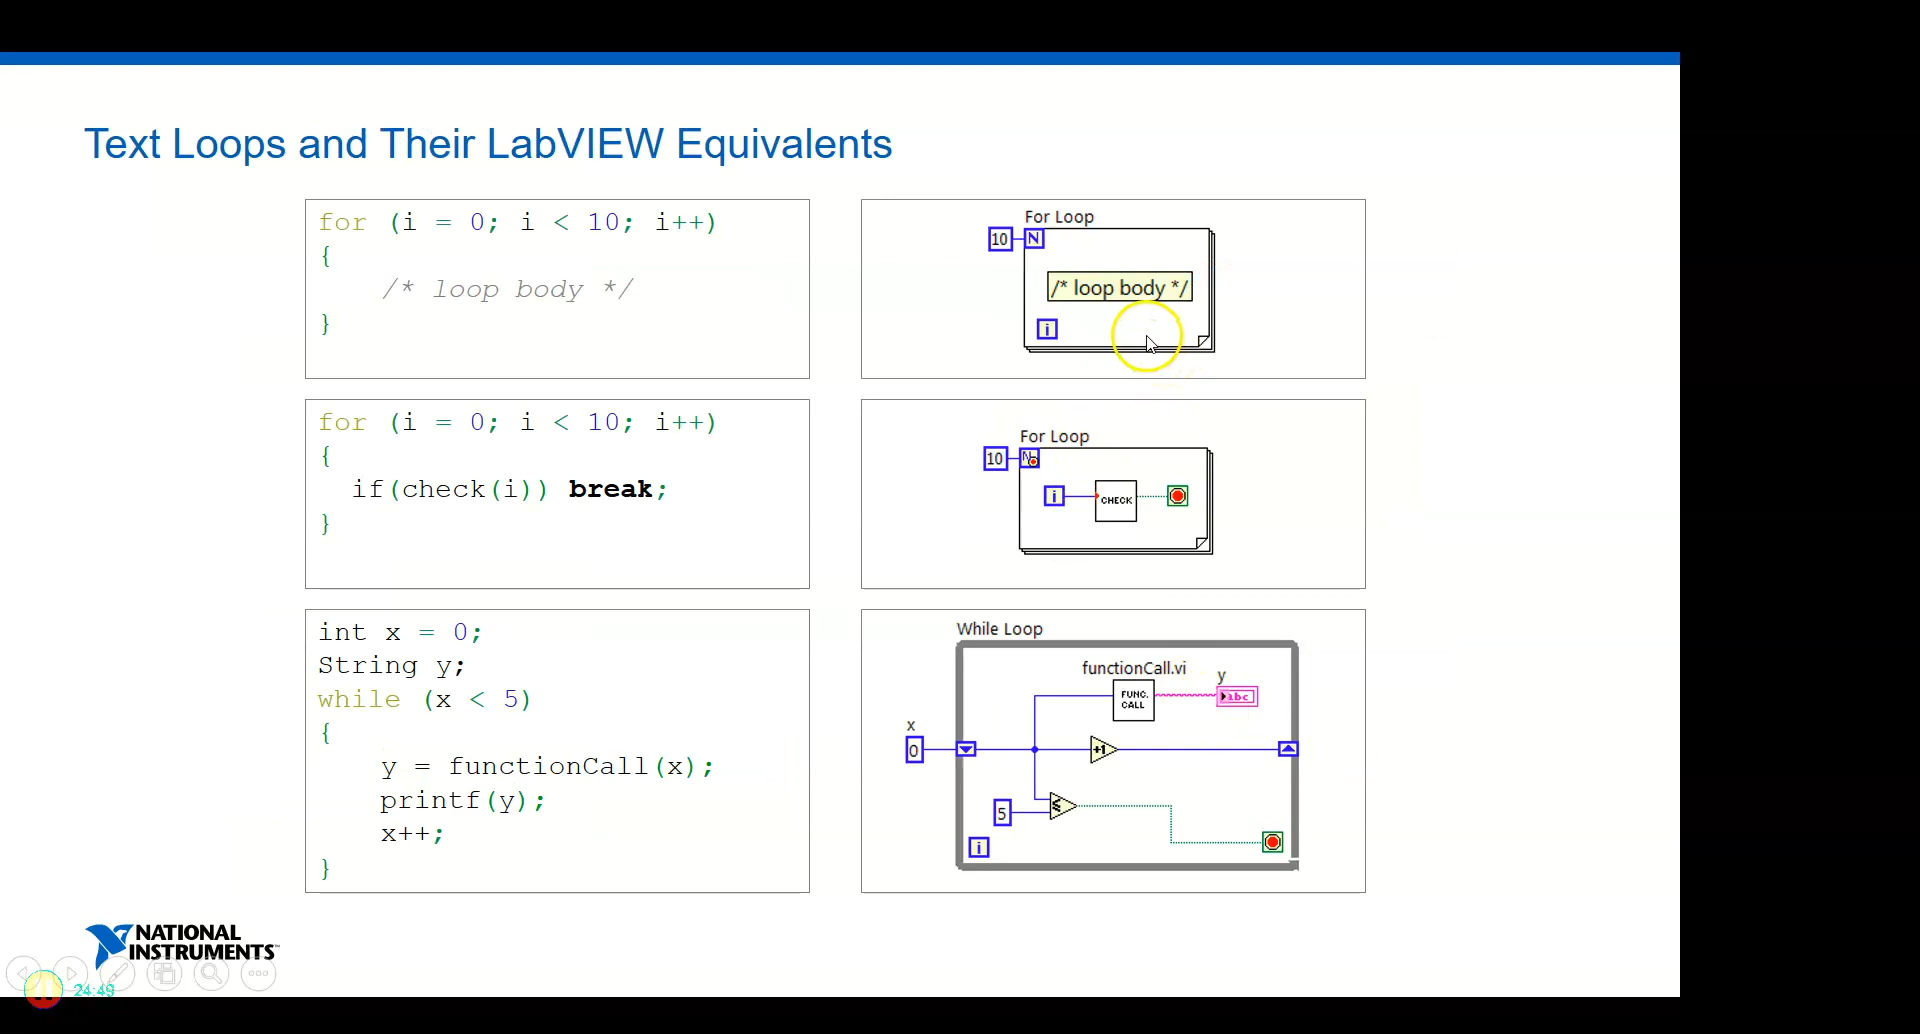 Text Loops and Their LabVIEW Equivalents
for (i = 0; i < 10; i++)
{
/* loop body */
}
For Loop
10 N
/* loop body */
i
for (i = 0; i < 10; i++)
{
if(check(i)) break;
}
For Loop
10 N
i CHECK
int x = 0;
String y;
while (x < 5)
{
y = functionCall(x);
printf(y);
x++;
}
While Loop
functionCall.vi
y
FUNC.
CALL
abc
x
0
+1
5
≤
i
NATIONAL
INSTRUMENTS™
24:49